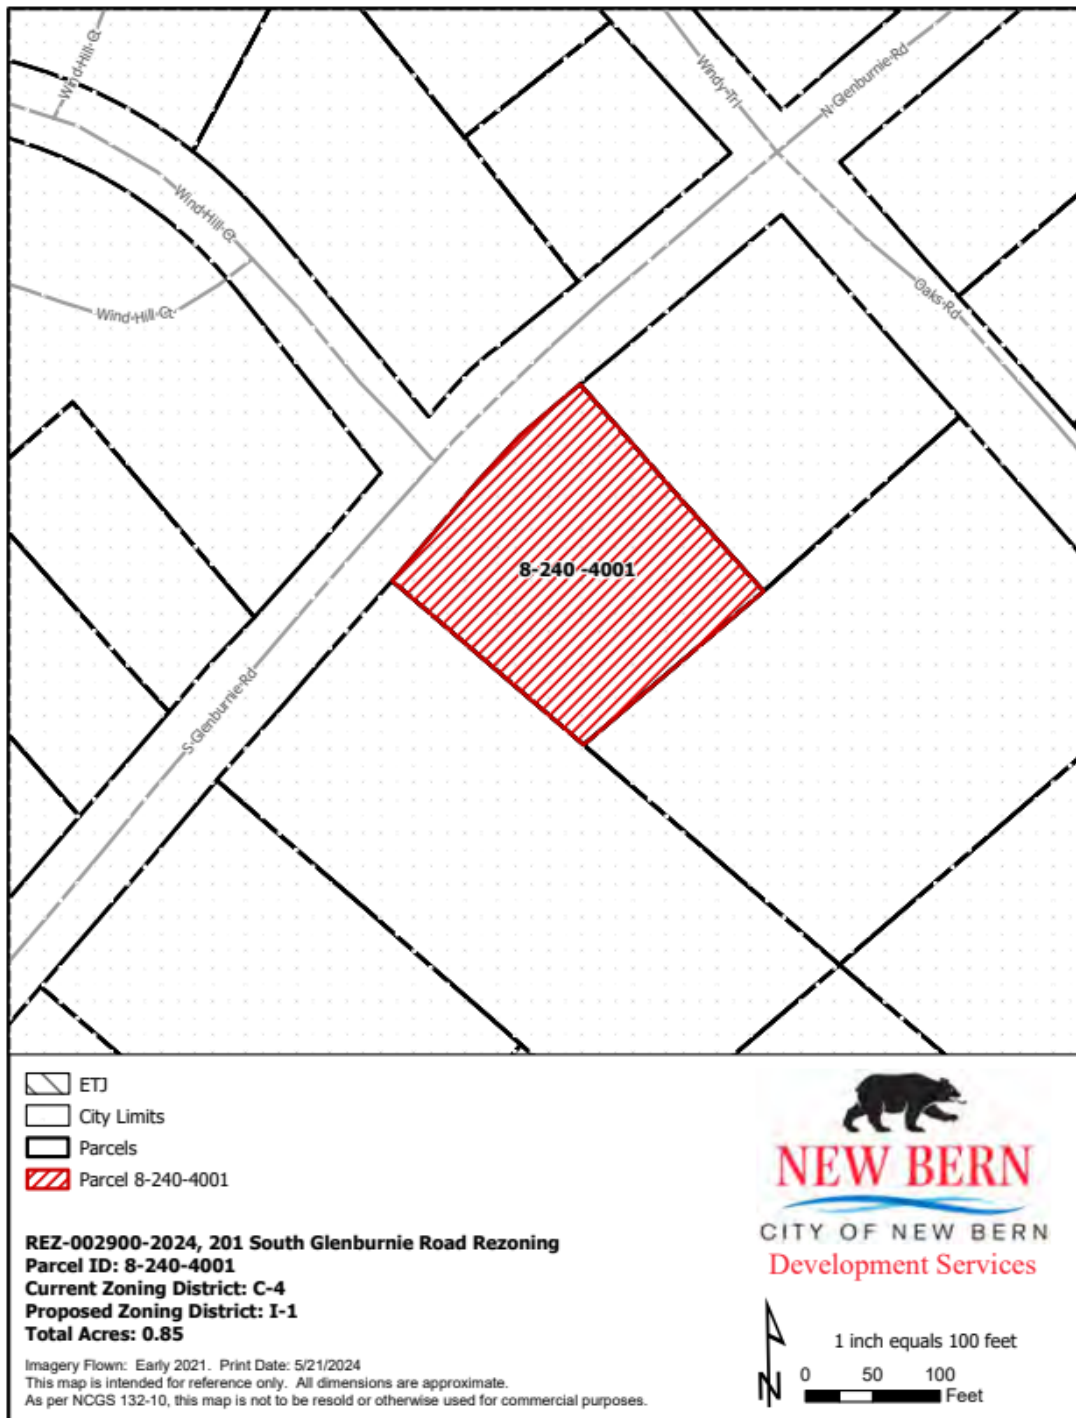 Wind Hill Ct
Windy Trl
N Glenburnie Rd
Wind Hill Ct
Wind Hill Ct
Oaks Rd
8-240 -4001
S Glenburnie Rd
ETJ
City Limits
Parcels
Parcel 8-240-4001
NEW BERN
CITY OF NEW BERN
Development Services
REZ-002900-2024, 201 South Glenburnie Road Rezoning
Parcel ID: 8-240-4001
Current Zoning District: C-4
Proposed Zoning District: I-1
Total Acres: 0.85
Imagery Flown: Early 2021. Print Date: 5/21/2024
This map is intended for reference only. All dimensions are approximate.
As per NCGS 132-10, this map is not to be resold or otherwise used for commercial purposes.
N
1 inch equals 100 feet
0 50 100
Feet